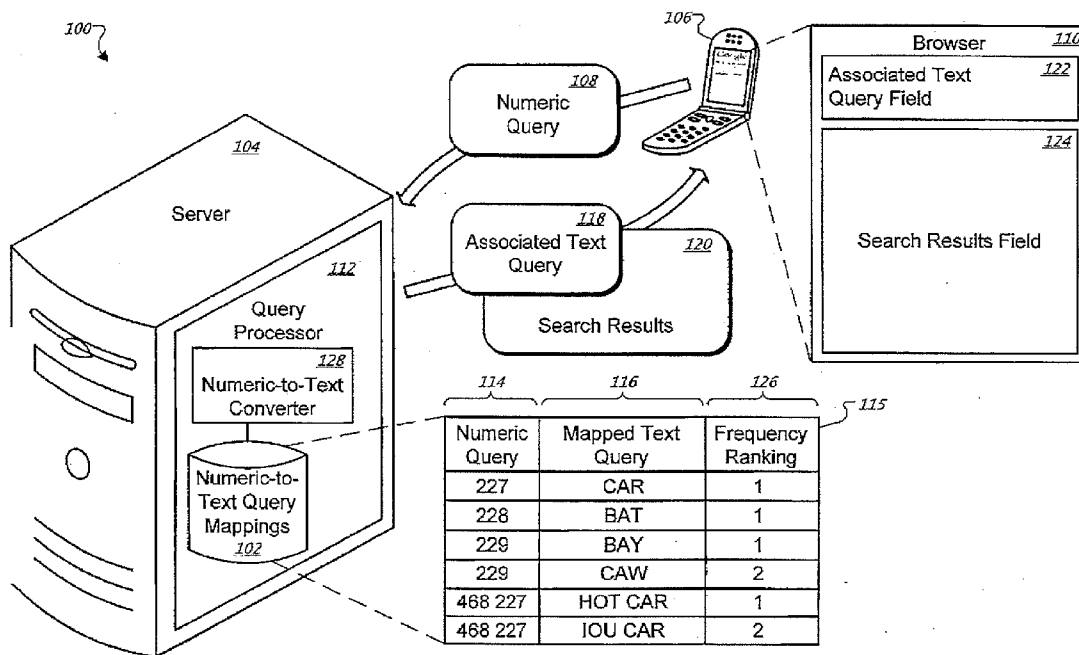 100
106
Google
Browser 110
Associated Text
Query Field
122
124
Search Results Field
108
Numeric
Query
104
Server
118
Associated Text
Query
120
Search Results
112
Query
Processor
128
Numeric-to-Text
Converter
Numeric-to-
Text Query
Mappings
102
114 116 126
115
Numeric
Query
Mapped Text
Query
Frequency
Ranking
227 CAR 1
228 BAT 1
229 BAY 1
229 CAW 2
468 227 HOT CAR 1
468 227 IOU CAR 2